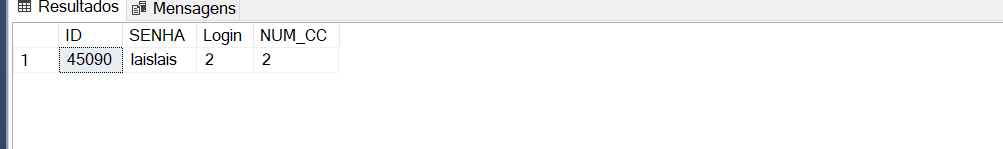 Resultados Mensagens
ID SENHA Login NUM_CC
1 45090 laislais 2 2